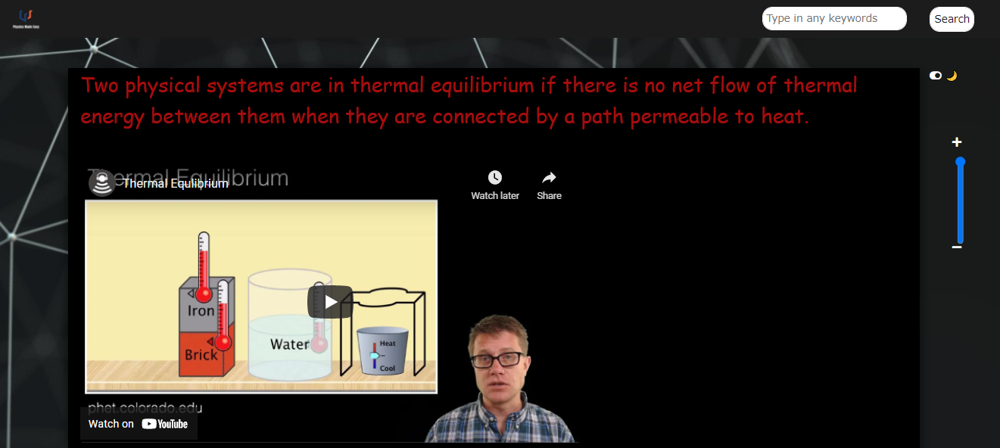 Physics Made Easy
Type in any keywords
Search
Two physical systems are in thermal equilibrium if there is no net flow of thermal
energy between them when they are connected by a path permeable to heat.
Thermal Equilibrium
Thermal Equlibrium
Watch later
Share
Iron
Brick
Water
Heat
Cool
phet.colorado.edu
Watch on YouTube